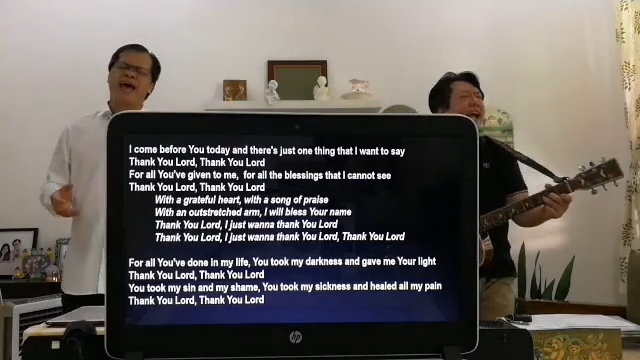 I come before You today and there's just one thing that I want to say
Thank You Lord, Thank You Lord
For all You've given to me, for all the blessings that I cannot see
Thank You Lord, Thank You Lord
With a grateful heart, with a song of praise
With an outstretched arm, I will bless Your name
Thank You Lord, I just wanna thank You Lord
Thank You Lord, I just wanna thank You Lord, Thank You Lord
For all You've done in my life, You took my darkness and gave me Your light
Thank You Lord, Thank You Lord
You took my sin and my shame, You took my sickness and healed all my pain
Thank You Lord, Thank You Lord
hp